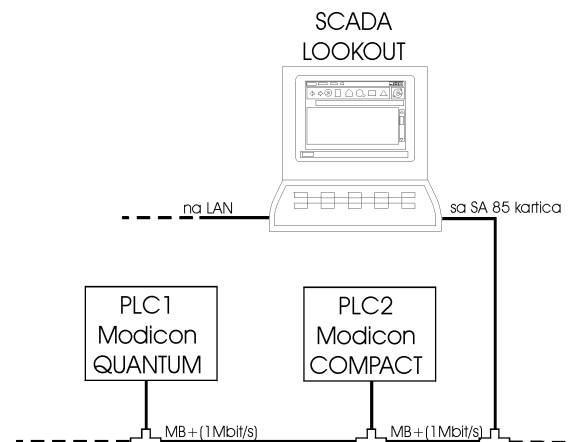 SCADA
LOOKOUT
na LAN
sa SA 85 kartica
PLC1
Modicon
QUANTUM
PLC2
Modicon
COMPACT
MB+(1Mbit/s)
MB+(1Mbit/s)